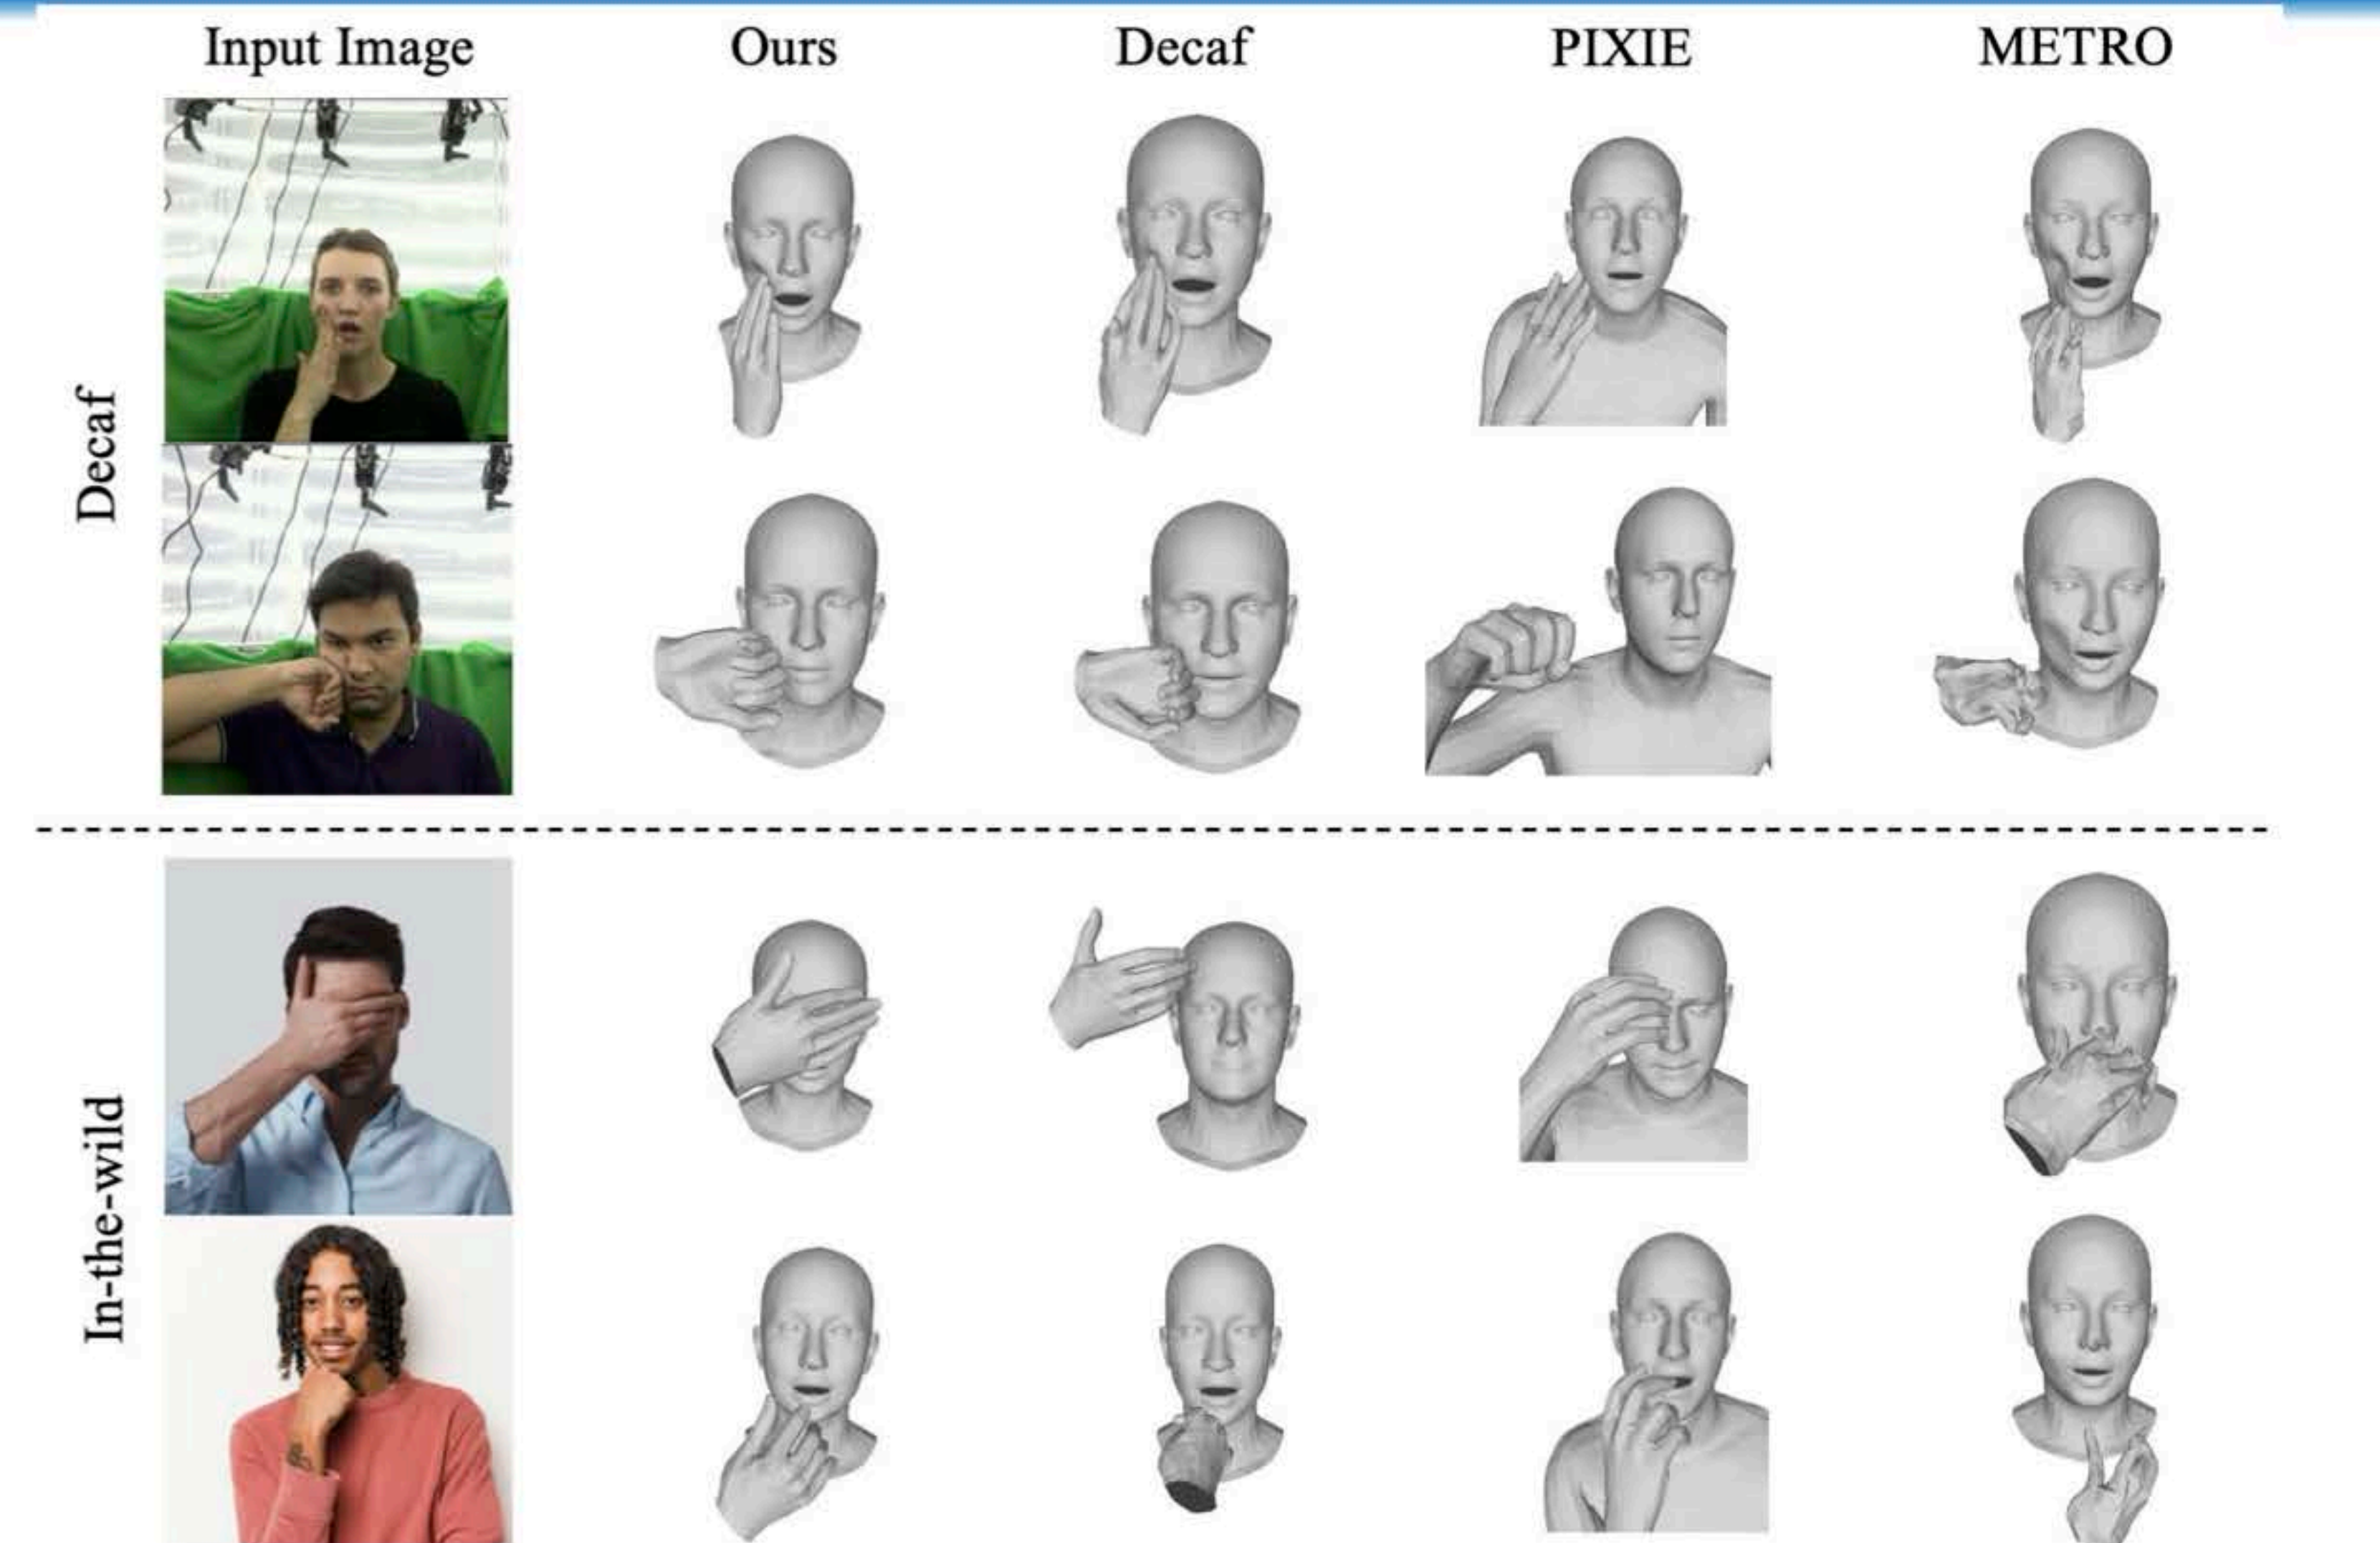 Input Image
Ours
Decaf
PIXIE
METRO
Decaf
In-the-wild